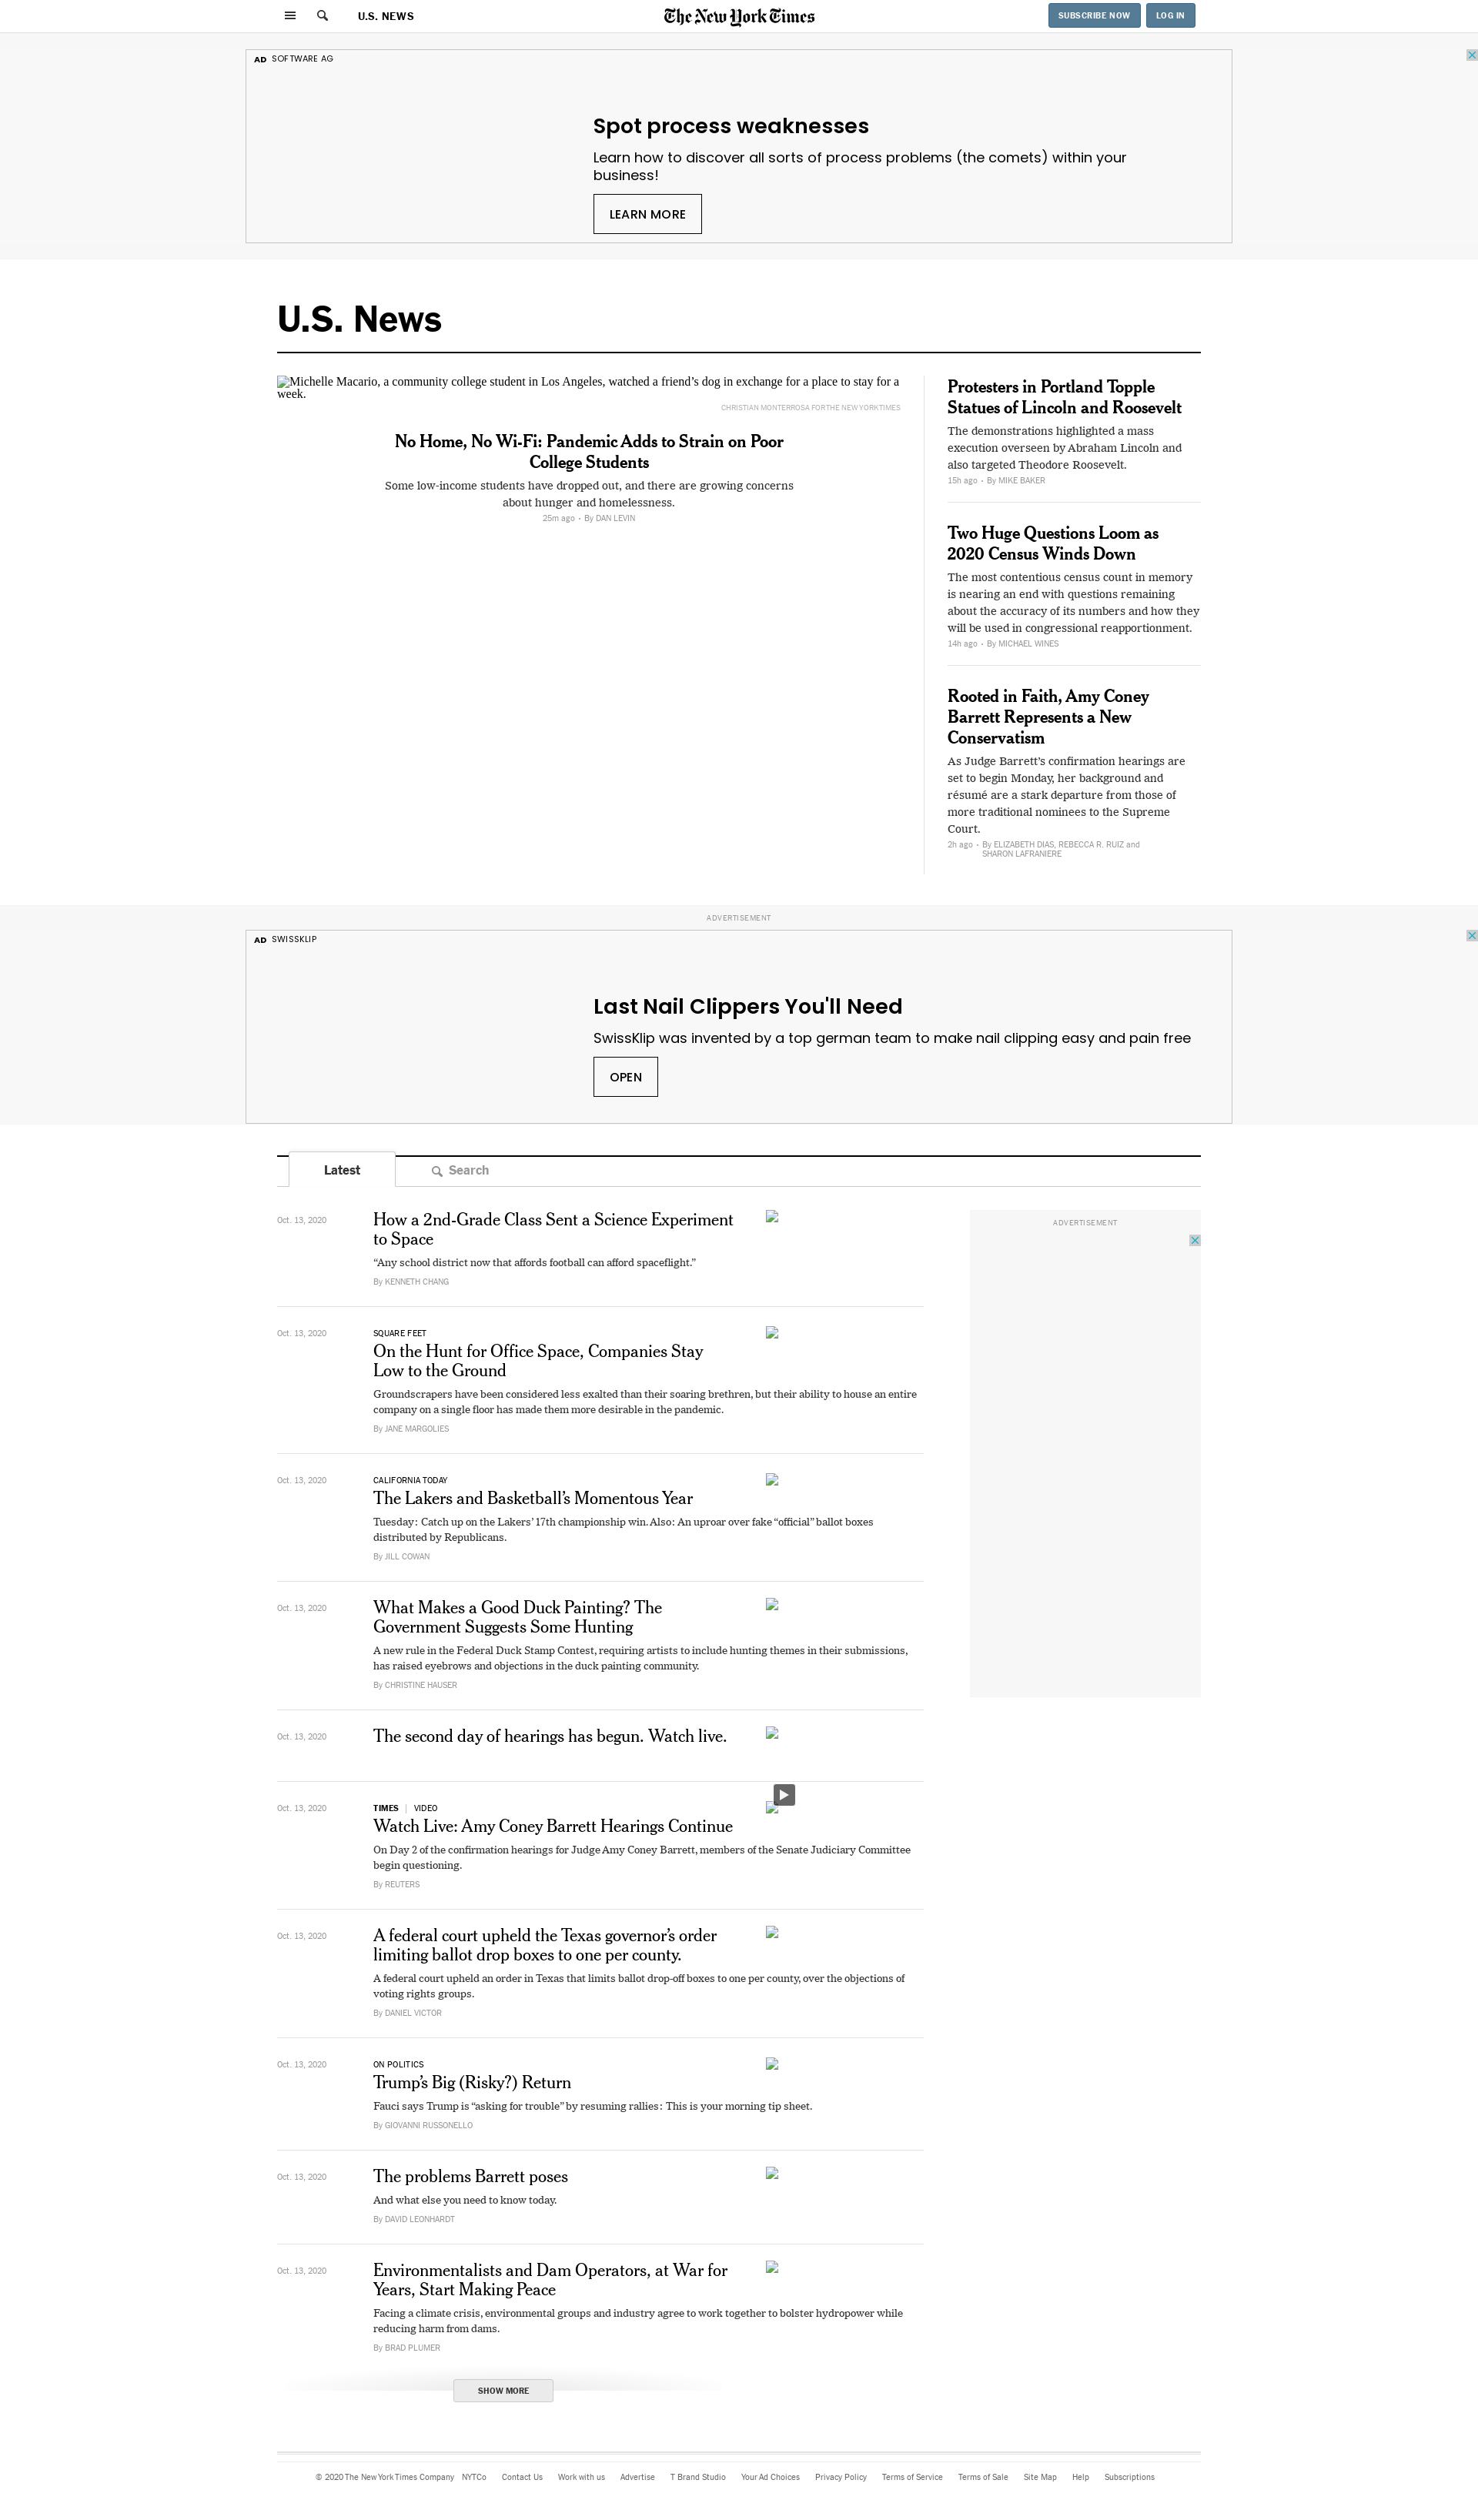 U.S. NEWS
The New York Times
SUBSCRIBE NOW
LOG IN
AD SOFTWARE AG
Spot process weaknesses
Learn how to discover all sorts of process problems (the comets) within your
business!
LEARN MORE
U.S. News
Michelle Macario, a community college student in Los Angeles, watched a friend’s dog in exchange for a place to stay for a
week.
CHRISTIAN MONTERROSA FOR THE NEW YORK TIMES
No Home, No Wi-Fi: Pandemic Adds to Strain on Poor
College Students
Some low-income students have dropped out, and there are growing concerns
about hunger and homelessness.
25m ago • By DAN LEVIN
Protesters in Portland Topple
Statues of Lincoln and Roosevelt
The demonstrations highlighted a mass
execution overseen by Abraham Lincoln and
also targeted Theodore Roosevelt.
15h ago • By MIKE BAKER
Two Huge Questions Loom as
2020 Census Winds Down
The most contentious census count in memory
is nearing an end with questions remaining
about the accuracy of its numbers and how they
will be used in congressional reapportionment.
14h ago • By MICHAEL WINES
Rooted in Faith, Amy Coney
Barrett Represents a New
Conservatism
As Judge Barrett’s confirmation hearings are
set to begin Monday, her background and
résumé are a stark departure from those of
more traditional nominees to the Supreme
Court.
2h ago • By ELIZABETH DIAS, REBECCA R. RUIZ and
SHARON LAFRANIERE
ADVERTISEMENT
AD SWISSKLIP
Last Nail Clippers You'll Need
SwissKlip was invented by a top german team to make nail clipping easy and pain free
OPEN
Latest
Search
Oct. 13, 2020
How a 2nd-Grade Class Sent a Science Experiment
to Space
“Any school district now that affords football can afford spaceflight.”
By KENNETH CHANG
ADVERTISEMENT
Oct. 13, 2020
SQUARE FEET
On the Hunt for Office Space, Companies Stay
Low to the Ground
Groundscrapers have been considered less exalted than their soaring brethren, but their ability to house an entire
company on a single floor has made them more desirable in the pandemic.
By JANE MARGOLIES
Oct. 13, 2020
CALIFORNIA TODAY
The Lakers and Basketball’s Momentous Year
Tuesday: Catch up on the Lakers’ 17th championship win. Also: An uproar over fake “official” ballot boxes
distributed by Republicans.
By JILL COWAN
Oct. 13, 2020
What Makes a Good Duck Painting? The
Government Suggests Some Hunting
A new rule in the Federal Duck Stamp Contest, requiring artists to include hunting themes in their submissions,
has raised eyebrows and objections in the duck painting community.
By CHRISTINE HAUSER
Oct. 13, 2020
The second day of hearings has begun. Watch live.
Oct. 13, 2020
TIMES | VIDEO
Watch Live: Amy Coney Barrett Hearings Continue
On Day 2 of the confirmation hearings for Judge Amy Coney Barrett, members of the Senate Judiciary Committee
begin questioning.
By REUTERS
Oct. 13, 2020
A federal court upheld the Texas governor’s order
limiting ballot drop boxes to one per county.
A federal court upheld an order in Texas that limits ballot drop-off boxes to one per county, over the objections of
voting rights groups.
By DANIEL VICTOR
Oct. 13, 2020
ON POLITICS
Trump’s Big (Risky?) Return
Fauci says Trump is “asking for trouble” by resuming rallies: This is your morning tip sheet.
By GIOVANNI RUSSONELLO
Oct. 13, 2020
The problems Barrett poses
And what else you need to know today.
By DAVID LEONHARDT
Oct. 13, 2020
Environmentalists and Dam Operators, at War for
Years, Start Making Peace
Facing a climate crisis, environmental groups and industry agree to work together to bolster hydropower while
reducing harm from dams.
By BRAD PLUMER
SHOW MORE
© 2020 The New York Times Company NYTCo Contact Us Work with us Advertise T Brand Studio Your Ad Choices Privacy Policy Terms of Service Terms of Sale Site Map Help Subscriptions